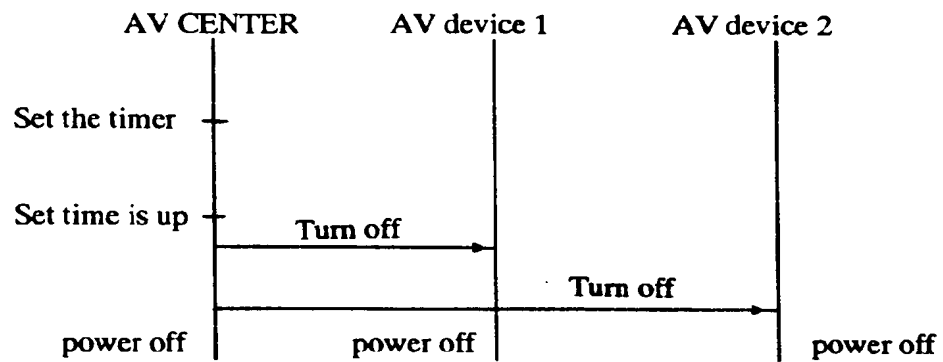 AV CENTER AV device 1 AV device 2
Set the timer
Set time is up
Turn off
Turn off
power off power off power off